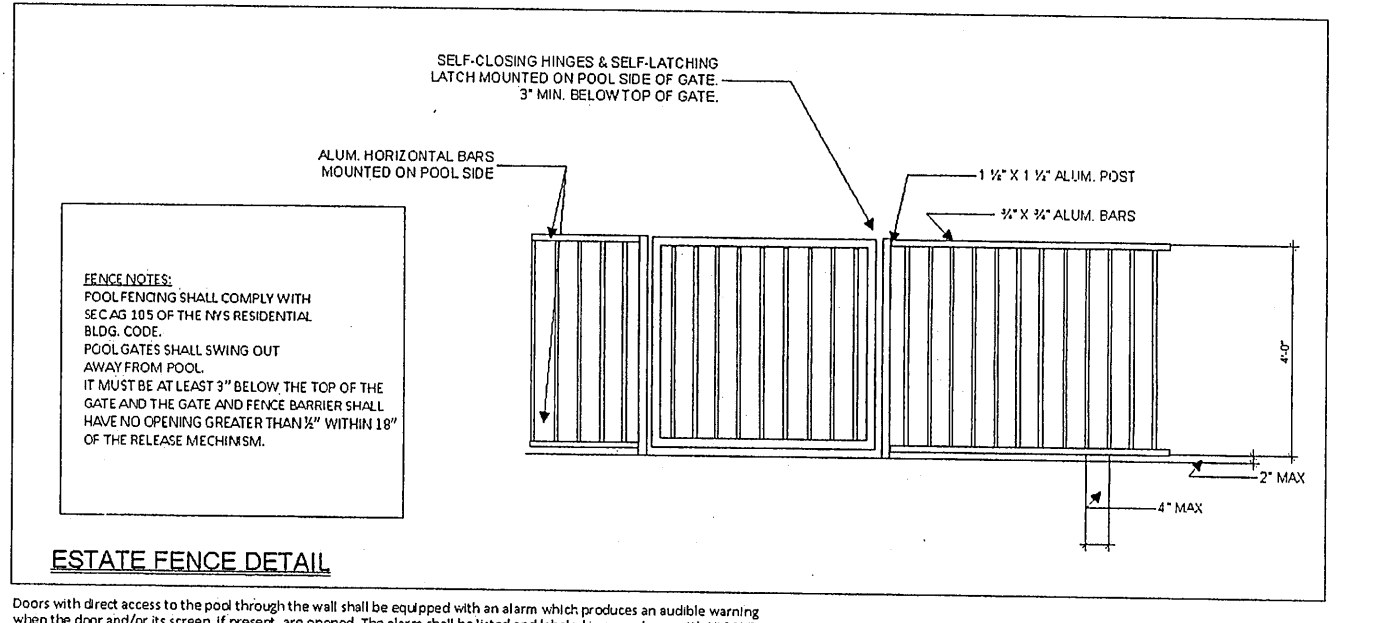 SELF-CLOSING HINGES & SELF-LATCHING
LATCH MOUNTED ON POOL SIDE OF GATE.
3" MIN. BELOW TOP OF GATE.
ALUM. HORIZONTAL BARS
MOUNTED ON POOL SIDE
1 ½" X 1 ½" ALUM. POST
¾" X ¾" ALUM. BARS
FENCE NOTES:
POOL FENCING SHALL COMPLY WITH
SEC AG 105 OF THE NYS RESIDENTIAL
BLDG. CODE.
POOL GATES SHALL SWING OUT
AWAY FROM POOL.
IT MUST BE AT LEAST 3" BELOW THE TOP OF THE
GATE AND THE GATE AND FENCE BARRIER SHALL
HAVE NO OPENING GREATER THAN ½" WITHIN 18"
OF THE RELEASE MECHINISM.
4'-0"
2" MAX
4" MAX
ESTATE FENCE DETAIL
Doors with direct access to the pool through the wall shall be equipped with an alarm which produces an audible warning
when the door and/or its screen, if present, are opened. The alarm shall be listed and labeled